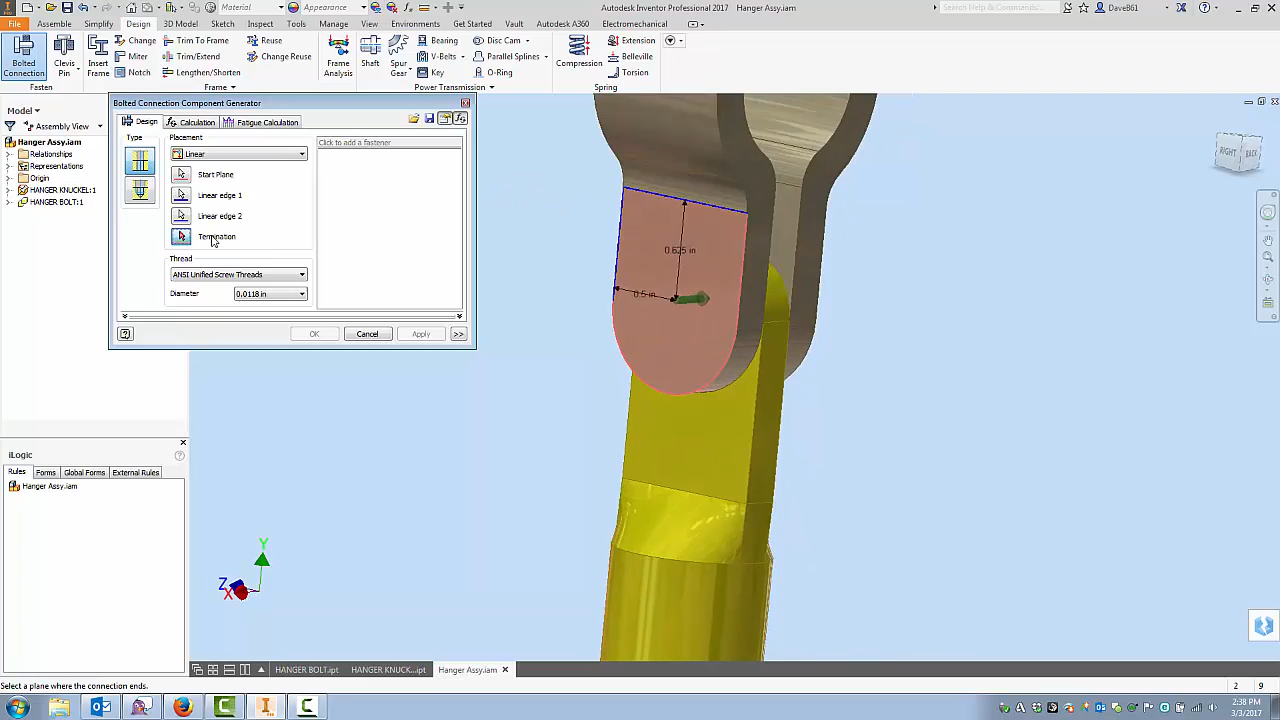 Material
Appearance
Autodesk Inventor Professional 2017 Hanger Assy.iam
Search Help & Commands...
DaveB61
File Assemble Simplify Design 3D Model Sketch Inspect Tools Manage View Environments Get Started Vault Autodesk A360 Electromechanical
Bolted Connection
Clevis Pin
Insert Frame
Change
Miter
Notch
Trim To Frame
Trim/Extend
Lengthen/Shorten
Reuse
Change Reuse
Frame Analysis
Shaft
Spur Gear
Bearing
V-Belts
Key
Disc Cam
Parallel Splines
O-Ring
Compression
Extension
Belleville
Torsion
Fasten Frame Power Transmission Spring
Model
Assembly View
Hanger Assy.iam
Relationships
Representations
Origin
HANGER KNUCKEL:1
HANGER BOLT:1
Bolted Connection Component Generator
Design Calculation Fatigue Calculation
Type
Placement
Linear
Start Plane
Linear edge 1
Linear edge 2
Termination
Thread
ANSI Unified Screw Threads
Diameter 0.0118 in
Click to add a fastener
OK Cancel Apply >>
0.625 in
0.5 in
RIGHT BACK
iLogic
Rules Forms Global Forms External Rules
Hanger Assy.iam
Y
Z
X
HANGER BOLT.ipt HANGER KNUCK...ipt Hanger Assy.iam
Select a plane where the connection ends.
2 9
2:38 PM
3/3/2017